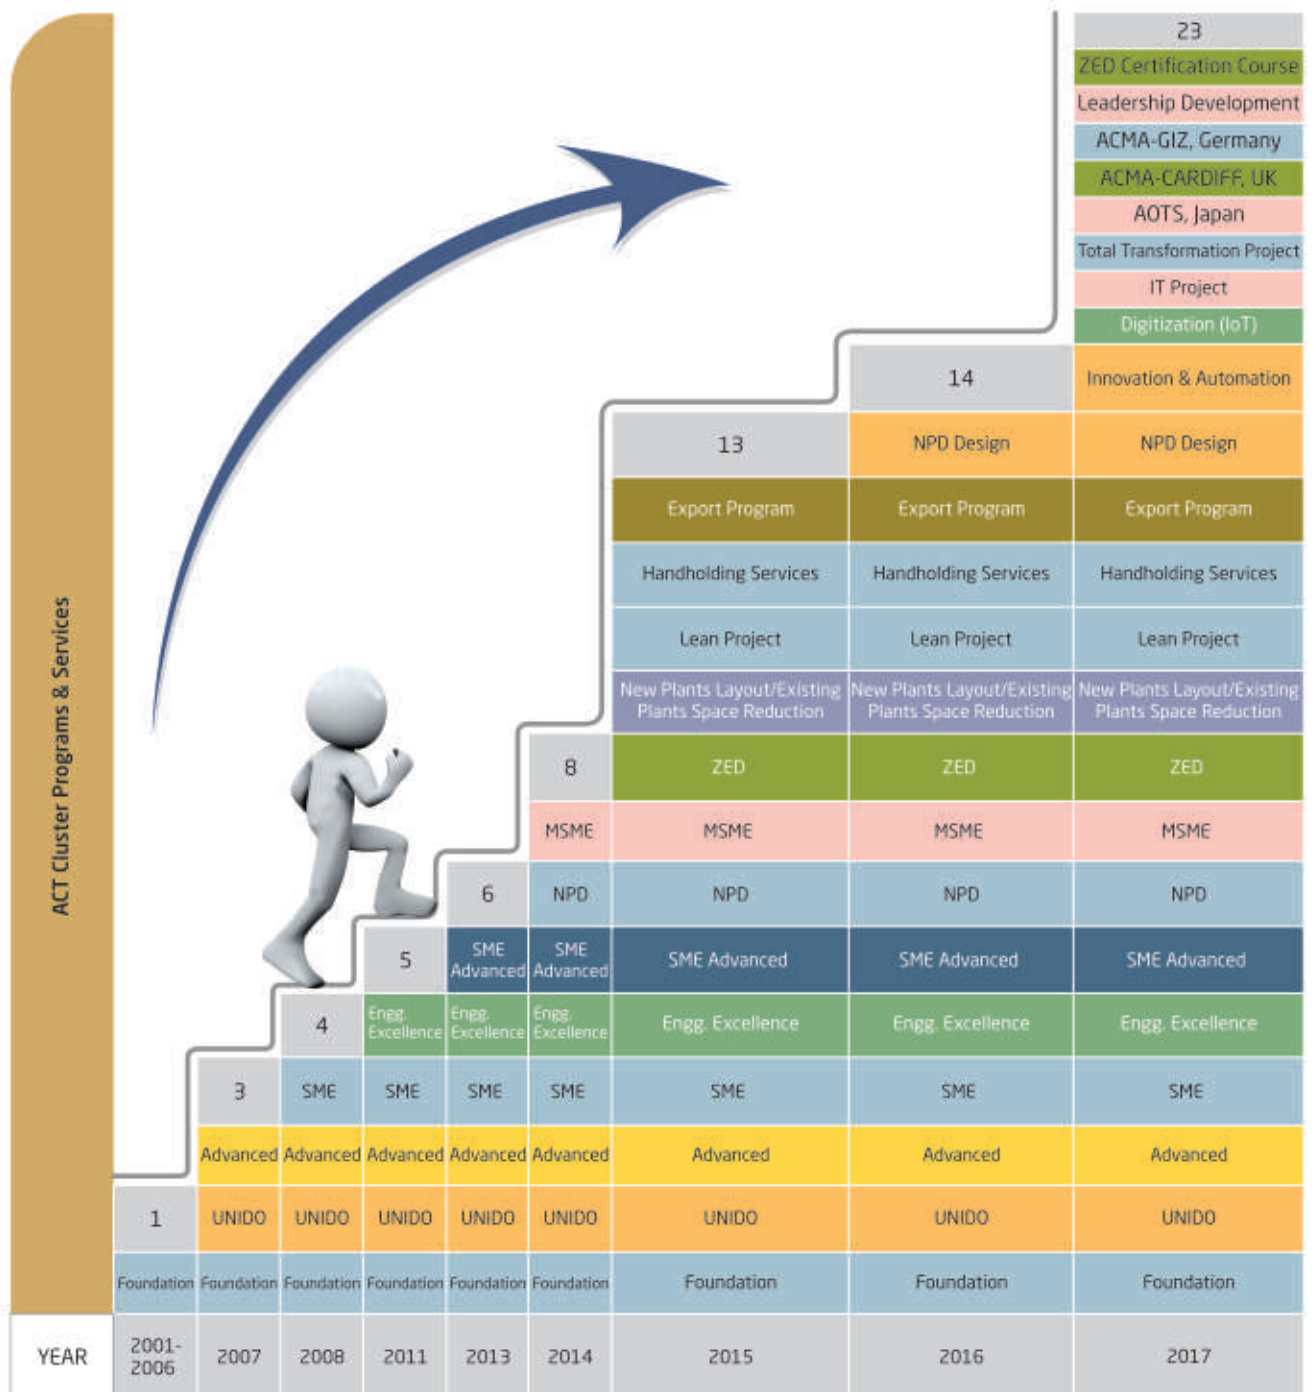 23
ZED Certification Course
Leadership Development
ACMA-GIZ, Germany
ACMA-CARDIFF, UK
AOTS, Japan
Total Transformation Project
IT Project
Digitization (IoT)
14 Innovation & Automation
13 NPD Design NPD Design
Export Program Export Program Export Program
Handholding Services Handholding Services Handholding Services
Lean Project Lean Project Lean Project
New Plants Layout/Existing New Plants Layout/Existing New Plants Layout/Existing
Plants Space Reduction Plants Space Reduction Plants Space Reduction
8 ZED ZED ZED
MSME MSME MSME MSME
6 NPD NPD NPD NPD
5 SME Advanced SME Advanced SME Advanced SME Advanced SME Advanced
4 Engg. Excellence Engg. Excellence Engg. Excellence Engg. Excellence Engg. Excellence Engg. Excellence
3 SME SME SME SME SME SME SME
Advanced Advanced Advanced Advanced Advanced Advanced Advanced Advanced
1 UNIDO UNIDO UNIDO UNIDO UNIDO UNIDO UNIDO UNIDO
Foundation Foundation Foundation Foundation Foundation Foundation Foundation Foundation Foundation
YEAR 2001-2006 2007 2008 2011 2013 2014 2015 2016 2017
ACT Cluster Programs & Services